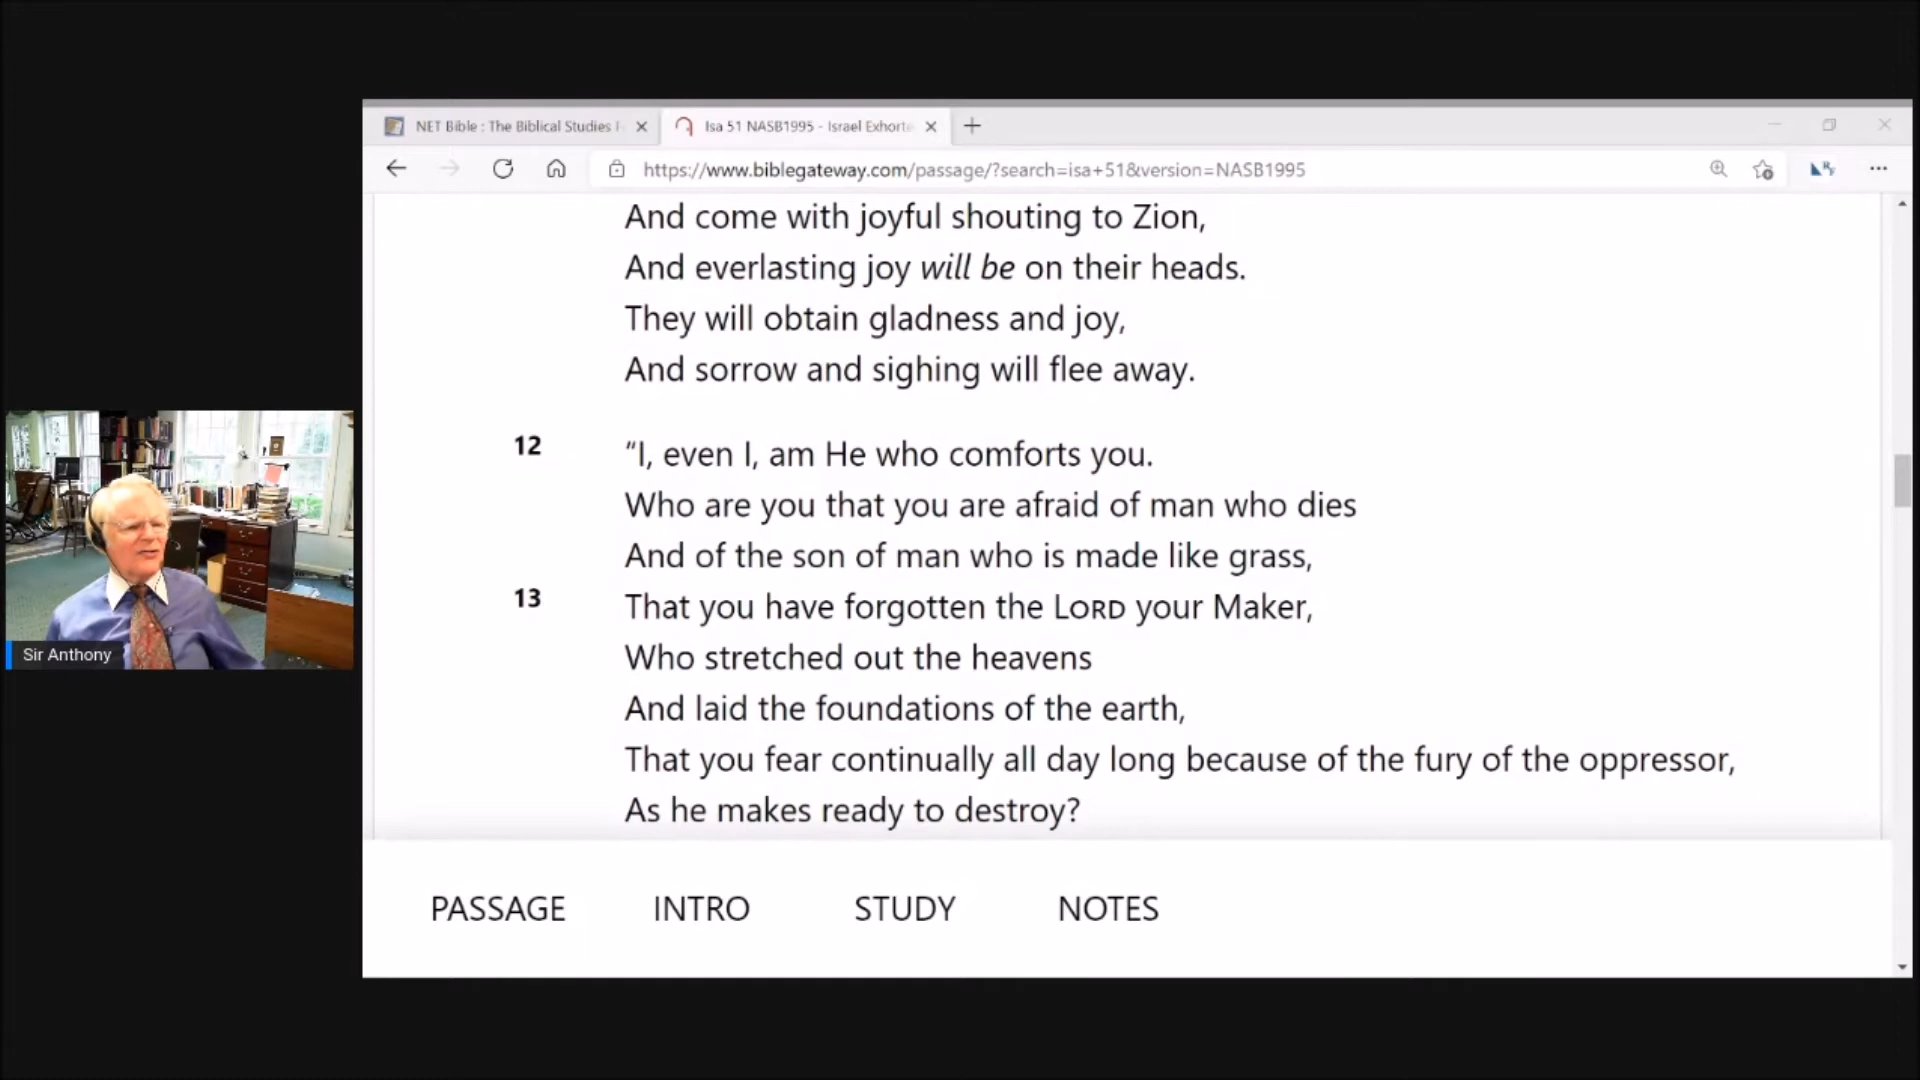 NET Bible : The Biblical Studies
Isa 51 NASB1995 - Israel Exhorte
https://www.biblegateway.com/passage/?search=isa+51&version=NASB1995
And come with joyful shouting to Zion,
And everlasting joy will be on their heads.
They will obtain gladness and joy,
And sorrow and sighing will flee away.
12 “I, even I, am He who comforts you.
Who are you that you are afraid of man who dies
And of the son of man who is made like grass,
13 That you have forgotten the LORD your Maker,
Who stretched out the heavens
And laid the foundations of the earth,
That you fear continually all day long because of the fury of the oppressor,
As he makes ready to destroy?
PASSAGE INTRO STUDY NOTES
Sir Anthony